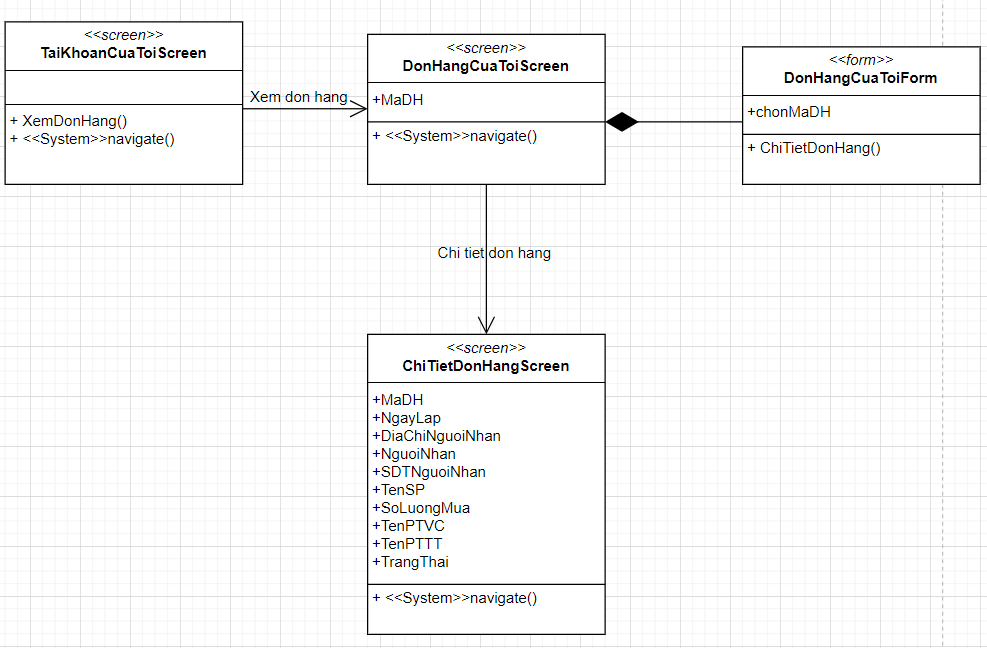 <<screen>>
TaiKhoanCuaToiScreen
+ XemDonHang()
+ <<System>>navigate()
Xem don hang
<<screen>>
DonHangCuaToiScreen
+MaDH
+ <<System>>navigate()
<<form>>
DonHangCuaToiForm
+chonMaDH
+ ChiTietDonHang()
Chi tiet don hang
<<screen>>
ChiTietDonHangScreen
+MaDH
+NgayLap
+DiaChiNguoiNhan
+NguoiNhan
+SDTNguoiNhan
+TenSP
+SoLuongMua
+TenPTVC
+TenPTTT
+TrangThai
+ <<System>>navigate()